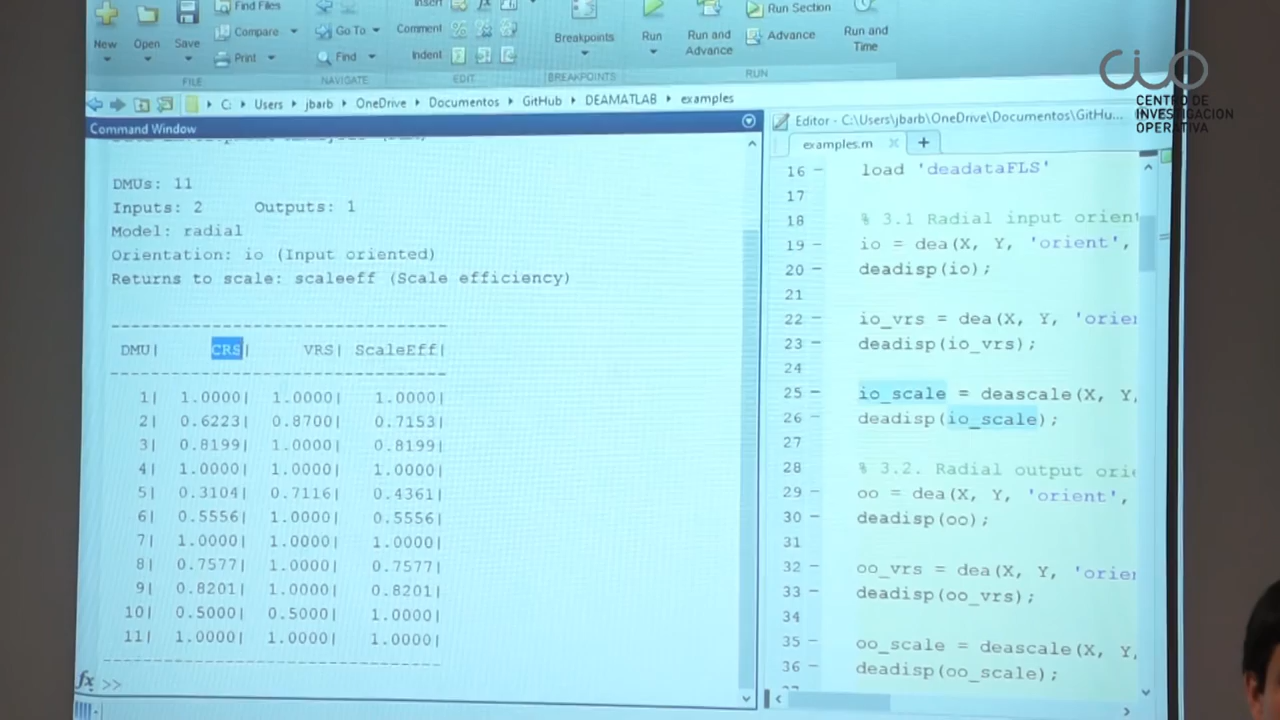 New
Open
Save
Find Files
Compare
Print
FILE
Go To
Find
NAVIGATE
Insert
Comment
Indent
EDIT
Breakpoints
BREAKPOINTS
Run
Run and
Advance
Run Section
Advance
Run and
Time
RUN
C: Users jbarb OneDrive Documentos GitHub DEAMATLAB examples
CENTRO DE
INVESTIGACION
OPERATIVA
Command Window
DMUs: 11
Inputs: 2 Outputs: 1
Model: radial
Orientation: io (Input oriented)
Returns to scale: scaleeff (Scale efficiency)
----------------------------------
DMU| CRS| VRS| ScaleEff|
----------------------------------
1| 1.0000| 1.0000| 1.0000|
2| 0.6223| 0.8700| 0.7153|
3| 0.8199| 1.0000| 0.8199|
4| 1.0000| 1.0000| 1.0000|
5| 0.3104| 0.7116| 0.4361|
6| 0.5556| 1.0000| 0.5556|
7| 1.0000| 1.0000| 1.0000|
8| 0.7577| 1.0000| 0.7577|
9| 0.8201| 1.0000| 0.8201|
10| 0.5000| 0.5000| 1.0000|
11| 1.0000| 1.0000| 1.0000|
----------------------------------
fx >>
Editor - C:\Users\jbarb\OneDrive\Documentos\GitHu...
examples.m
16 – load 'deadataFLS'
17
18 % 3.1 Radial input orient
19 – io = dea(X, Y, 'orient',
20 – deadisp(io);
21
22 – io_vrs = dea(X, Y, 'orien
23 – deadisp(io_vrs);
24
25 – io_scale = deascale(X, Y,
26 – deadisp(io_scale);
27
28 % 3.2. Radial output orie
29 – oo = dea(X, Y, 'orient',
30 – deadisp(oo);
31
32 – oo_vrs = dea(X, Y, 'orien
33 – deadisp(oo_vrs);
34
35 – oo_scale = deascale(X, Y,
36 – deadisp(oo_scale);